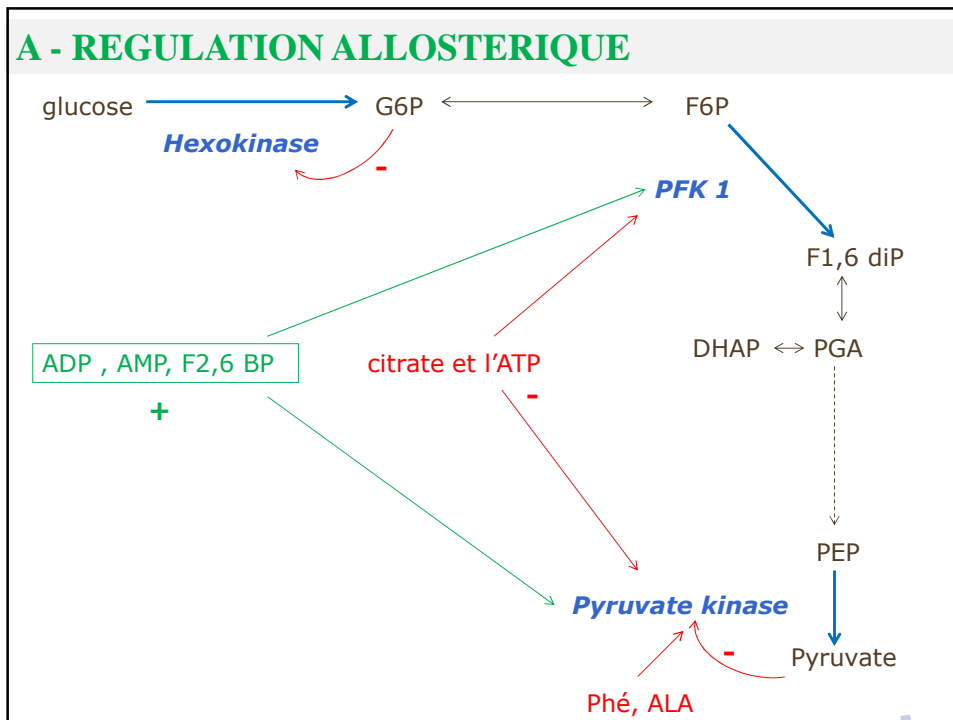 A - REGULATION ALLOSTERIQUE
glucose G6P F6P
Hexokinase
-
PFK 1
F1,6 diP
ADP , AMP, F2,6 BP citrate et l'ATP DHAP PGA
+ -
PEP
Pyruvate kinase
- Pyruvate
Phé, ALA